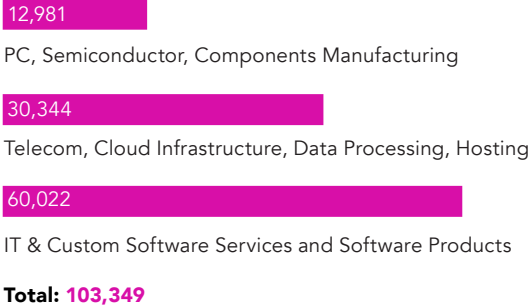 12,981
PC, Semiconductor, Components Manufacturing
30,344
Telecom, Cloud Infrastructure, Data Processing, Hosting
60,022
IT & Custom Software Services and Software Products
Total: 103,349